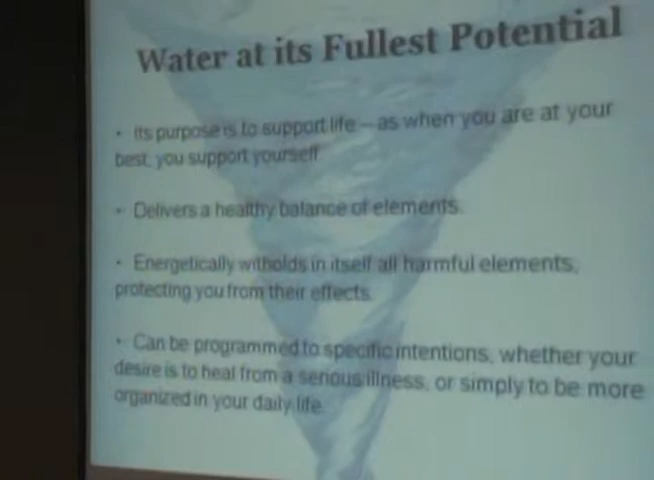 Water at its Fullest Potential
• Its purpose is to support life – as when you are at your
best, you support yourself.
• Delivers a healthy balance of elements.
• Energetically witholds in itself all harmful elements,
protecting you from their effects.
• Can be programmed to specific intentions, whether your
desire is to heal from a serious illness, or simply to be more
organized in your daily life.